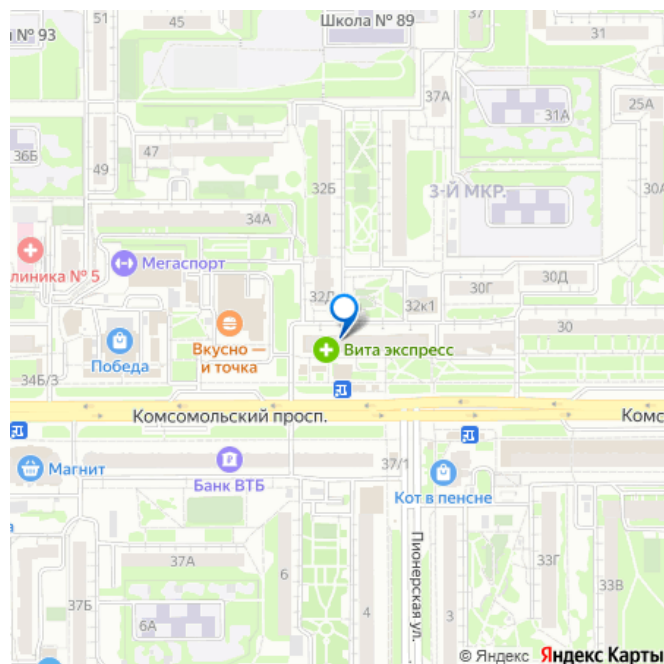 51
45
Школа № 89
31
№ 93
37А
25А
31А
36Б
47
49
32Б
3-Й МКР.
30А
34А
линика № 5
Мегаспорт
32Д
32к1
30Г
30Д
30
Вкусно —
и точка
Победа
Вита экспресс
34Б/3
Комсомольский просп.
Комс
Магнит
Банк ВТБ
37/1
Кот в пенсне
а
37А
6
Пионерская ул.
33Г
33В
37Б
6А
4
3
© Яндекс Яндекс Карты